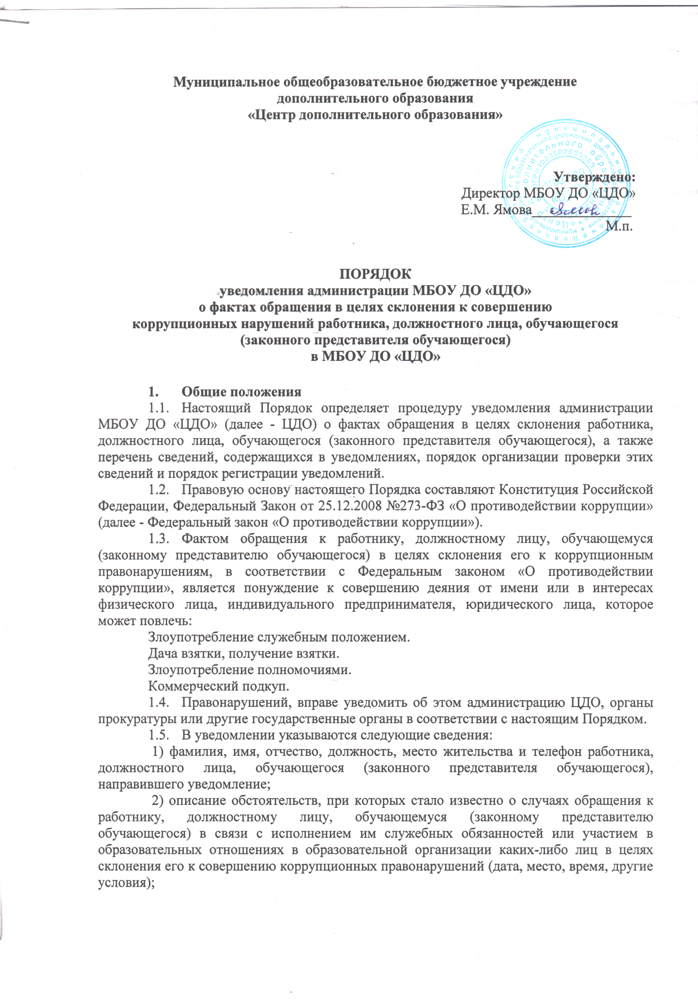 Муниципальное общеобразовательное бюджетное учреждение
дополнительного образования
«Центр дополнительного образования»
Утверждено:
Директор МБОУ ДО «ЦДО»
Е.М. Ямова
М.п.
ПОРЯДОК
уведомления администрации МБОУ ДО «ЦДО»
о фактах обращения в целях склонения к совершению
коррупционных нарушений работника, должностного лица, обучающегося
(законного представителя обучающегося)
в МБОУ ДО «ЦДО»
1. Общие положения
1.1. Настоящий Порядок определяет процедуру уведомления администрации
МБОУ ДО «ЦДО» (далее - ЦДО) о фактах обращения в целях склонения работника,
должностного лица, обучающегося (законного представителя обучающегося), а также
перечень сведений, содержащихся в уведомлениях, порядок организации проверки этих
сведений и порядок регистрации уведомлений.
1.2. Правовую основу настоящего Порядка составляют Конституция Российской
Федерации, Федеральный Закон от 25.12.2008 №273-ФЗ «О противодействии коррупции»
(далее - Федеральный закон «О противодействии коррупции»).
1.3. Фактом обращения к работнику, должностному лицу, обучающемуся
(законному представителю обучающегося) в целях склонения его к коррупционным
правонарушениям, в соответствии с Федеральным законом «О противодействии
коррупции», является понуждение к совершению деяния от имени или в интересах
физического лица, индивидуального предпринимателя, юридического лица, которое
может повлечь:
Злоупотребление служебным положением.
Дача взятки, получение взятки.
Злоупотребление полномочиями.
Коммерческий подкуп.
1.4. Правонарушений, вправе уведомить об этом администрацию ЦДО, органы
прокуратуры или другие государственные органы в соответствии с настоящим Порядком.
1.5. В уведомлении указываются следующие сведения:
1) фамилия, имя, отчество, должность, место жительства и телефон работника,
должностного лица, обучающегося (законного представителя обучающегося),
направившего уведомление;
2) описание обстоятельств, при которых стало известно о случаях обращения к
работнику, должностному лицу, обучающемуся (законному представителю
обучающегося) в связи с исполнением им служебных обязанностей или участием в
образовательных отношениях в образовательной организации каких-либо лиц в целях
склонения его к совершению коррупционных правонарушений (дата, место, время, другие
условия);